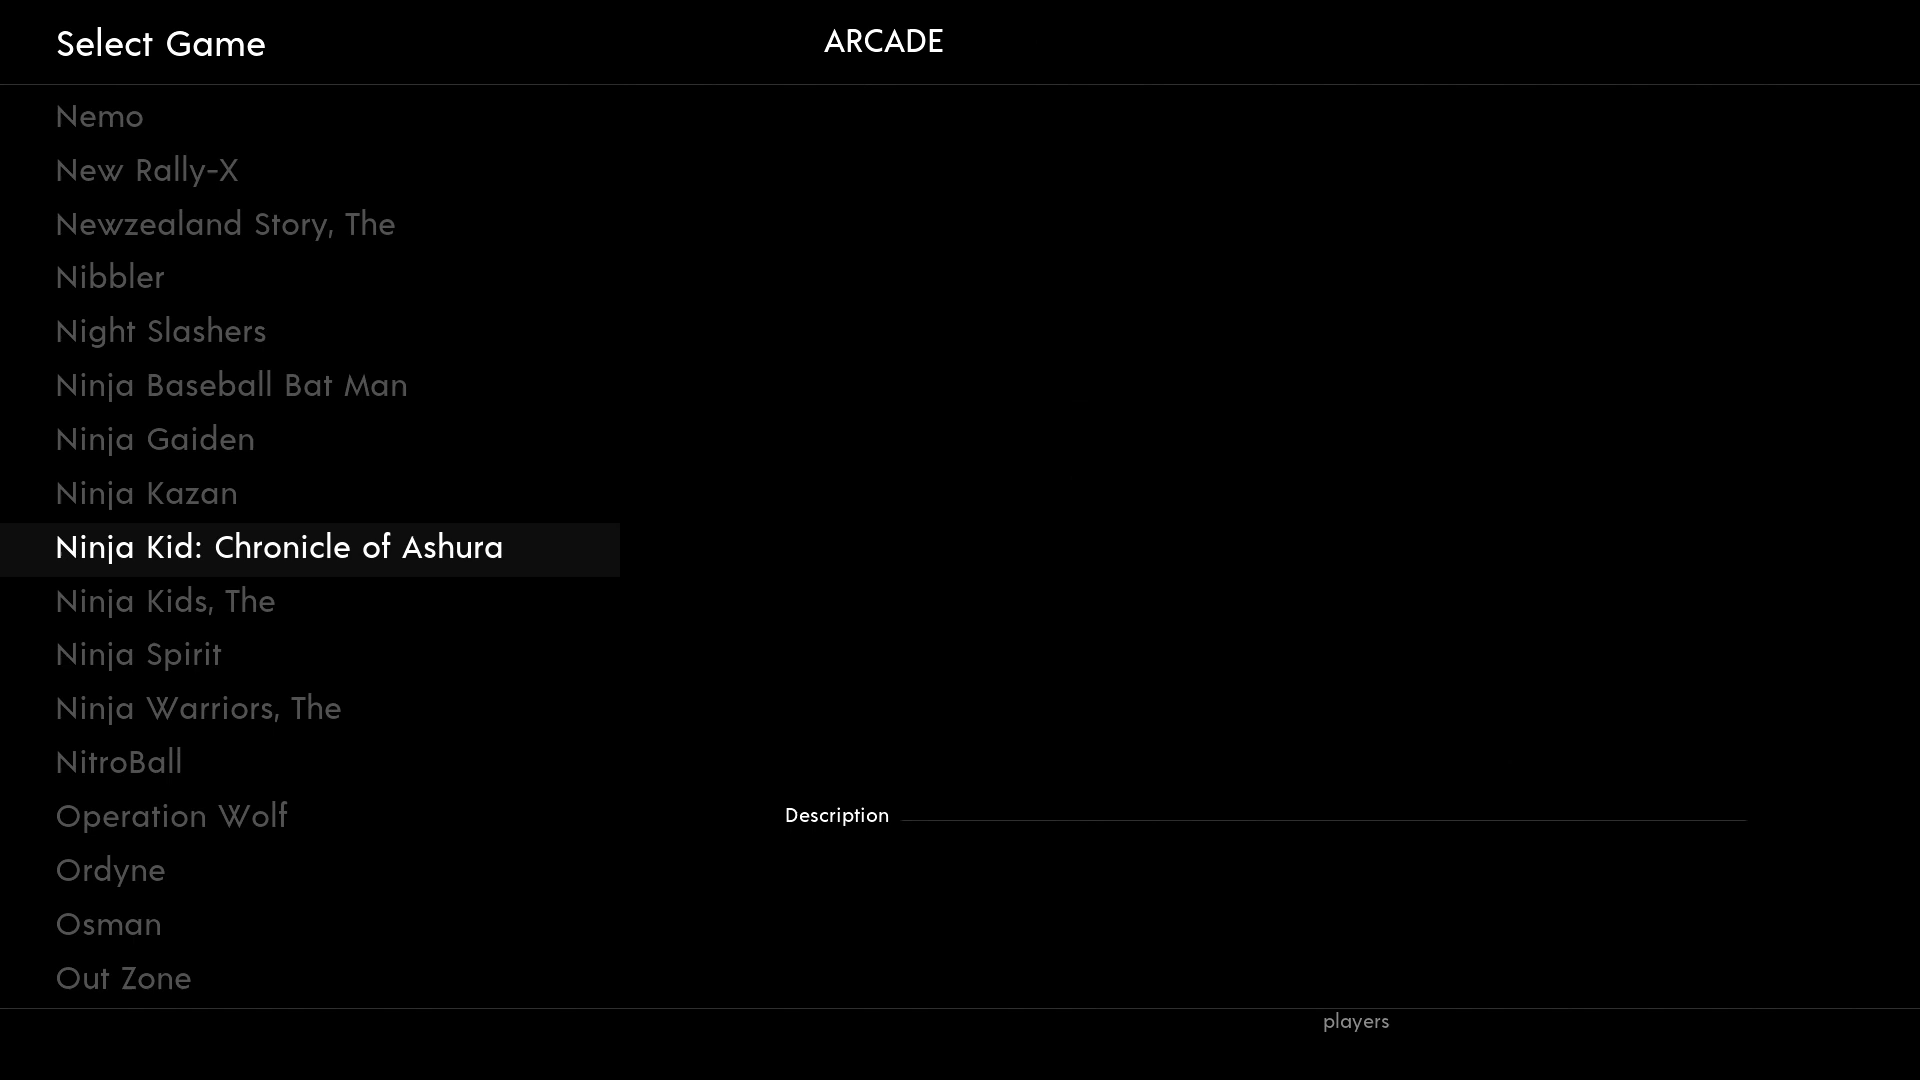 Select Game
ARCADE
Nemo
New Rally-X
Newzealand Story, The
Nibbler
Night Slashers
Ninja Baseball Bat Man
Ninja Gaiden
Ninja Kazan
Ninja Kid: Chronicle of Ashura
Ninja Kids, The
Ninja Spirit
Ninja Warriors, The
NitroBall
Operation Wolf
Ordyne
Osman
Out Zone
Description
players